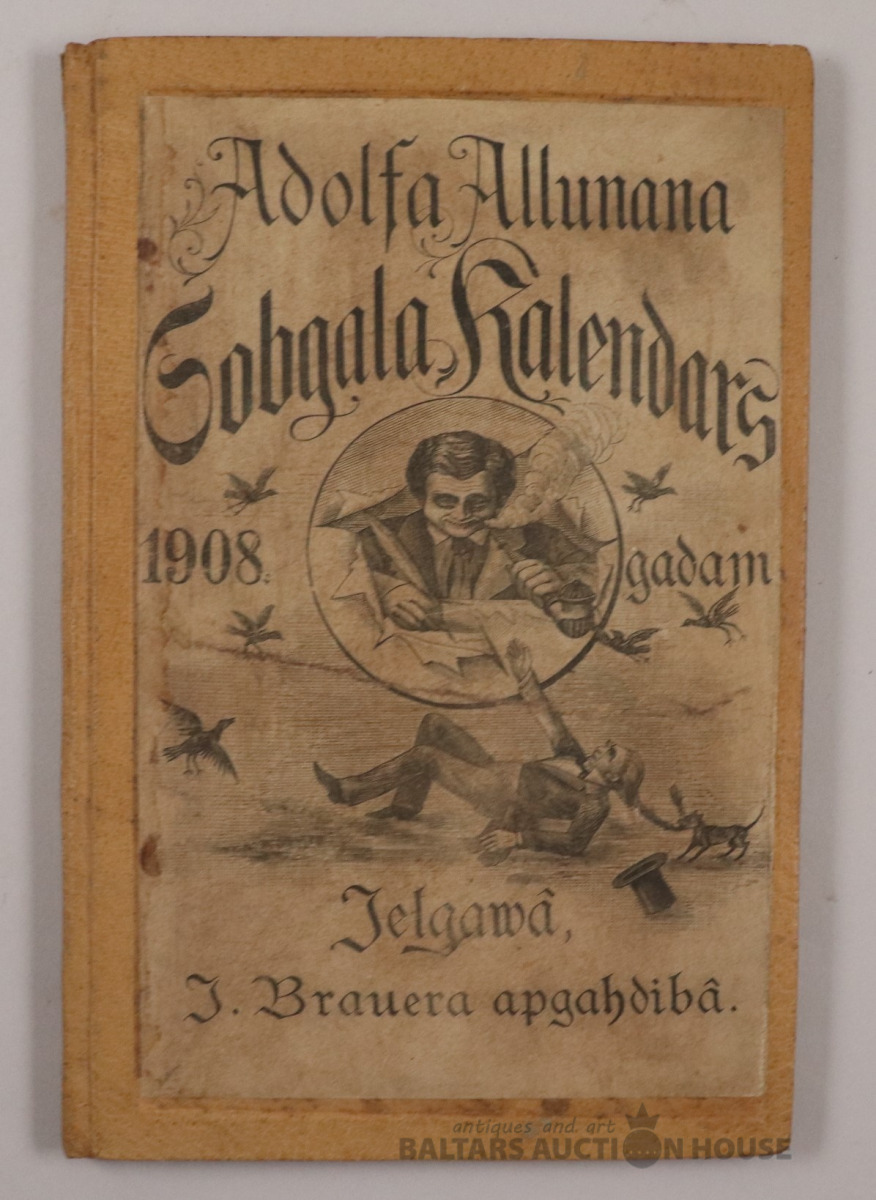 Adolfa Allunana
Sobgala Kalendars
1908. gadam
Jelgawâ,
J. Brauera apgahdibâ.
antiques and art
BALTARS AUCTION HOUSE